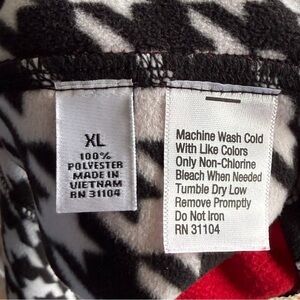 XL
100%
POLYESTER
MADE IN
VIETNAM
RN 31104
Machine Wash Cold
With Like Colors
Only Non-Chlorine
Bleach When Needed
Tumble Dry Low
Remove Promptly
Do Not Iron
RN 31104